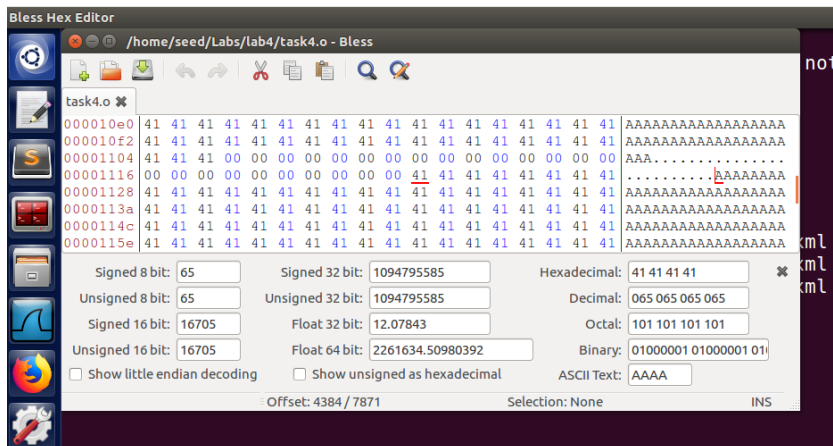 Bless Hex Editor
/home/seed/Labs/lab4/task4.o - Bless
not
task4.o
000010e0 41 41 41 41 41 41 41 41 41 41 41 41 41 41 41 41 41 41 AAAAAAAAAAAAAAAAAA
000010f2 41 41 41 41 41 41 41 41 41 41 41 41 41 41 41 41 41 41 AAAAAAAAAAAAAAAAAA
00001104 41 41 41 00 00 00 00 00 00 00 00 00 00 00 00 00 00 00 AAA...............
00001116 00 00 00 00 00 00 00 00 00 00 41 41 41 41 41 41 41 41 ..........AAAAAAAA
00001128 41 41 41 41 41 41 41 41 41 41 41 41 41 41 41 41 41 41 AAAAAAAAAAAAAAAAAA
0000113a 41 41 41 41 41 41 41 41 41 41 41 41 41 41 41 41 41 41 AAAAAAAAAAAAAAAAAA
0000114c 41 41 41 41 41 41 41 41 41 41 41 41 41 41 41 41 41 41 AAAAAAAAAAAAAAAAAA
0000115e 41 41 41 41 41 41 41 41 41 41 41 41 41 41 41 41 41 41 AAAAAAAAAAAAAAAAAA
xml
xml
xml
Signed 8 bit: 65 Signed 32 bit: 1094795585 Hexadecimal: 41 41 41 41
Unsigned 8 bit: 65 Unsigned 32 bit: 1094795585 Decimal: 065 065 065 065
Signed 16 bit: 16705 Float 32 bit: 12.07843 Octal: 101 101 101 101
Unsigned 16 bit: 16705 Float 64 bit: 2261634.50980392 Binary: 01000001 01000001 01
Show little endian decoding Show unsigned as hexadecimal ASCII Text: AAAA
Offset: 4384 / 7871 Selection: None INS